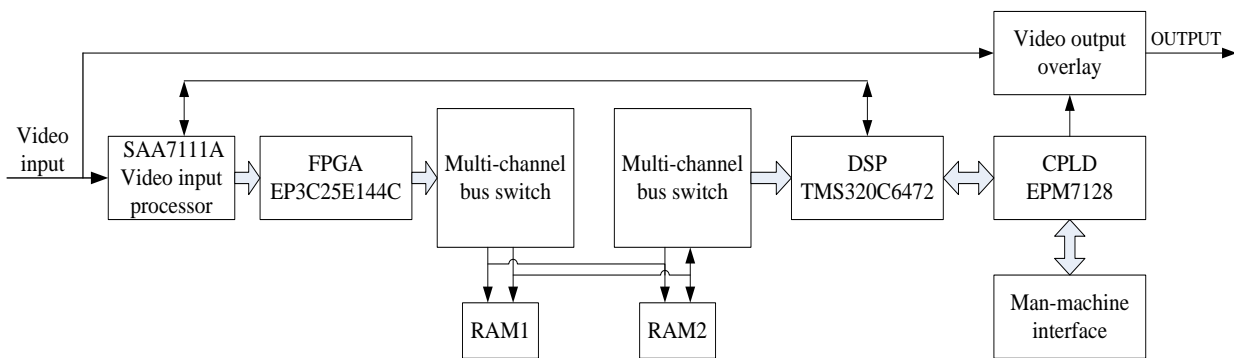 Video output
overlay
OUTPUT
Video
input
SAA7111A
Video input
processor
FPGA
EP3C25E144C
Multi-channel
bus switch
Multi-channel
bus switch
DSP
TMS320C6472
CPLD
EPM7128
RAM1
RAM2
Man-machine
interface